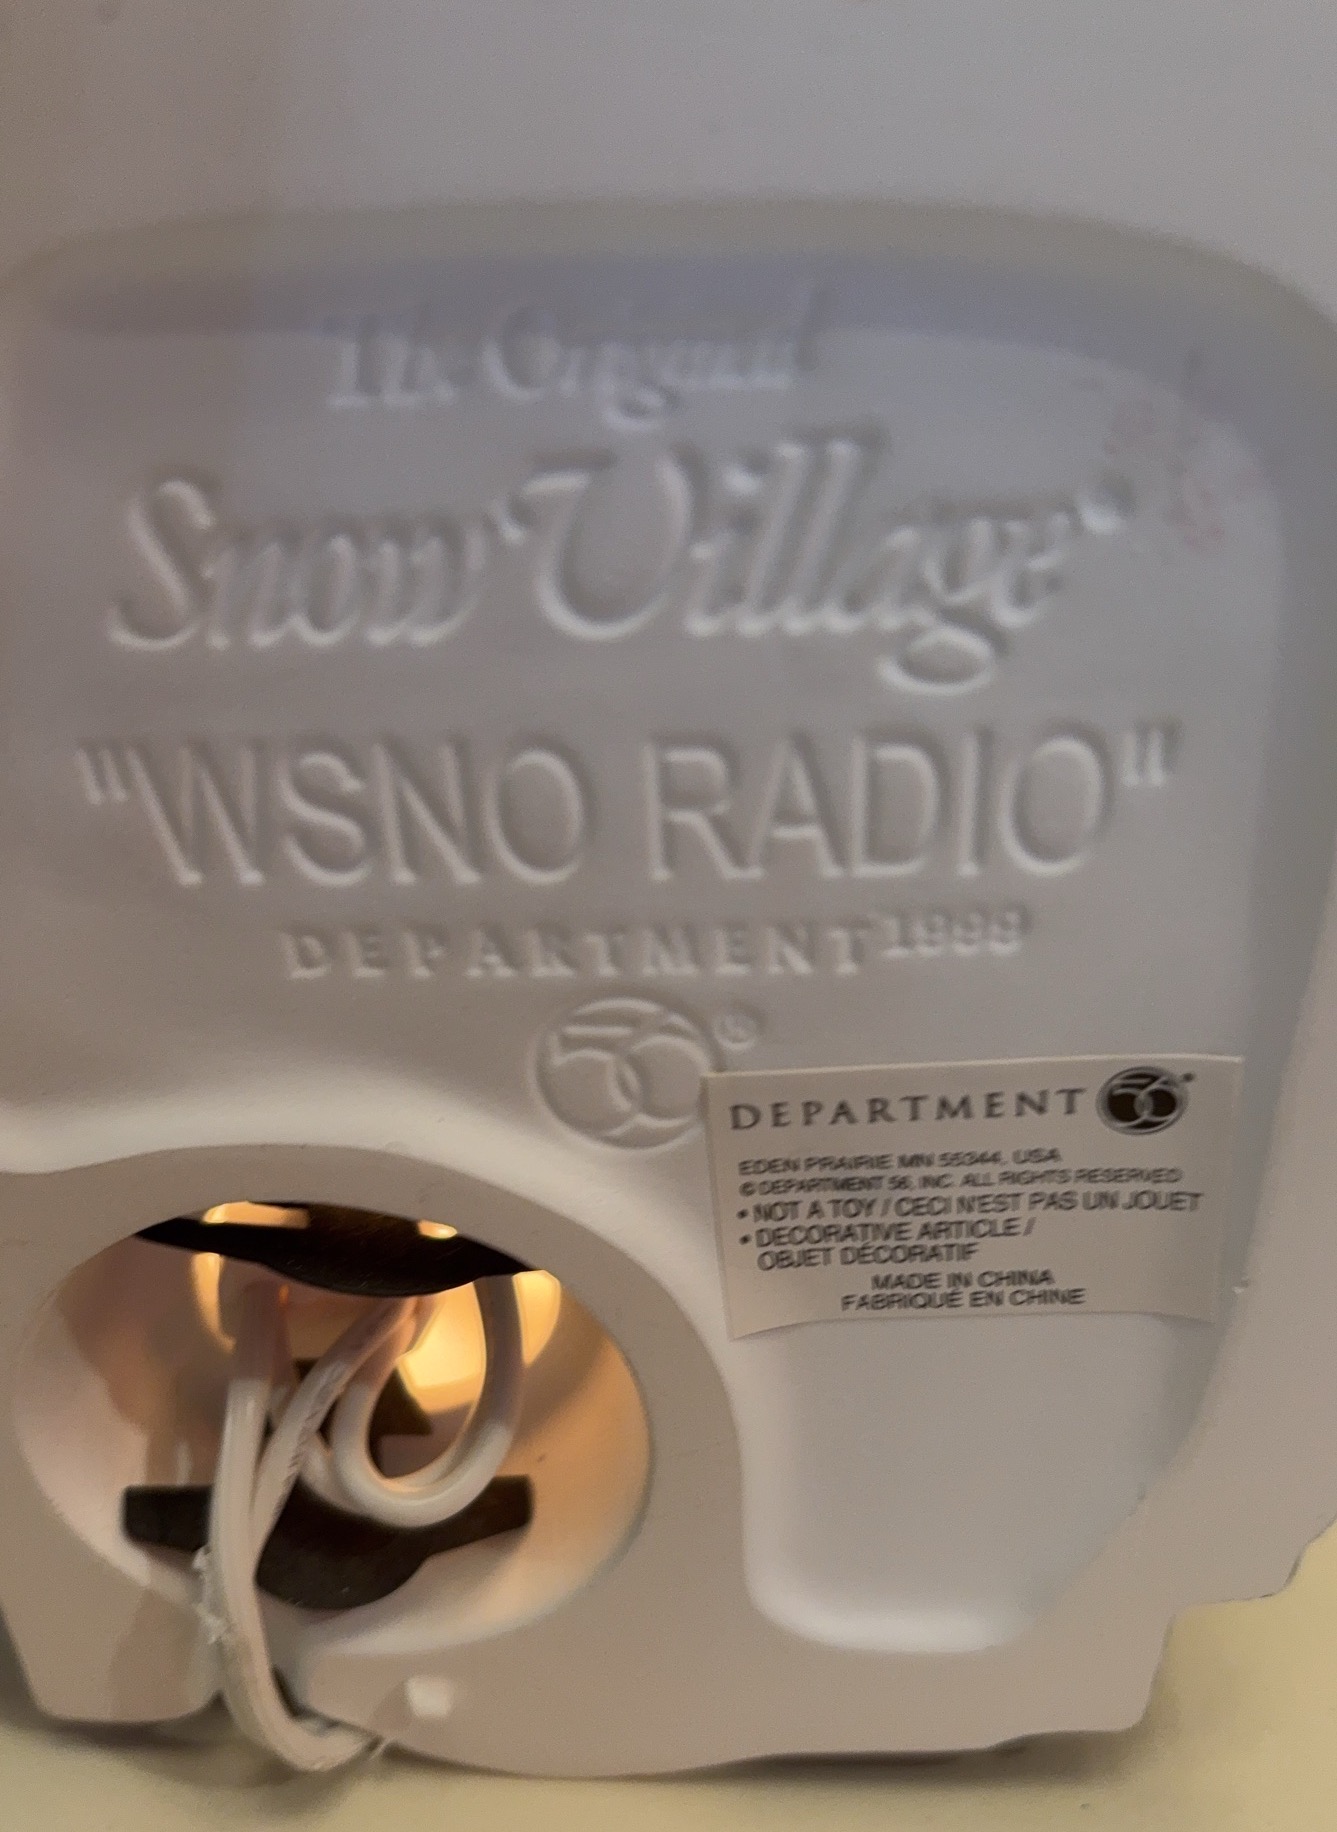 The Original
Snow Village®
"WSNO RADIO"
DEPARTMENT 1999
56®
DEPARTMENT 56®
EDEN PRAIRIE MN 55344, USA
© DEPARTMENT 56, INC. ALL RIGHTS RESERVED
• NOT A TOY / CECI N'EST PAS UN JOUET
• DECORATIVE ARTICLE /
OBJET DÉCORATIF
MADE IN CHINA
FABRIQUÉ EN CHINE